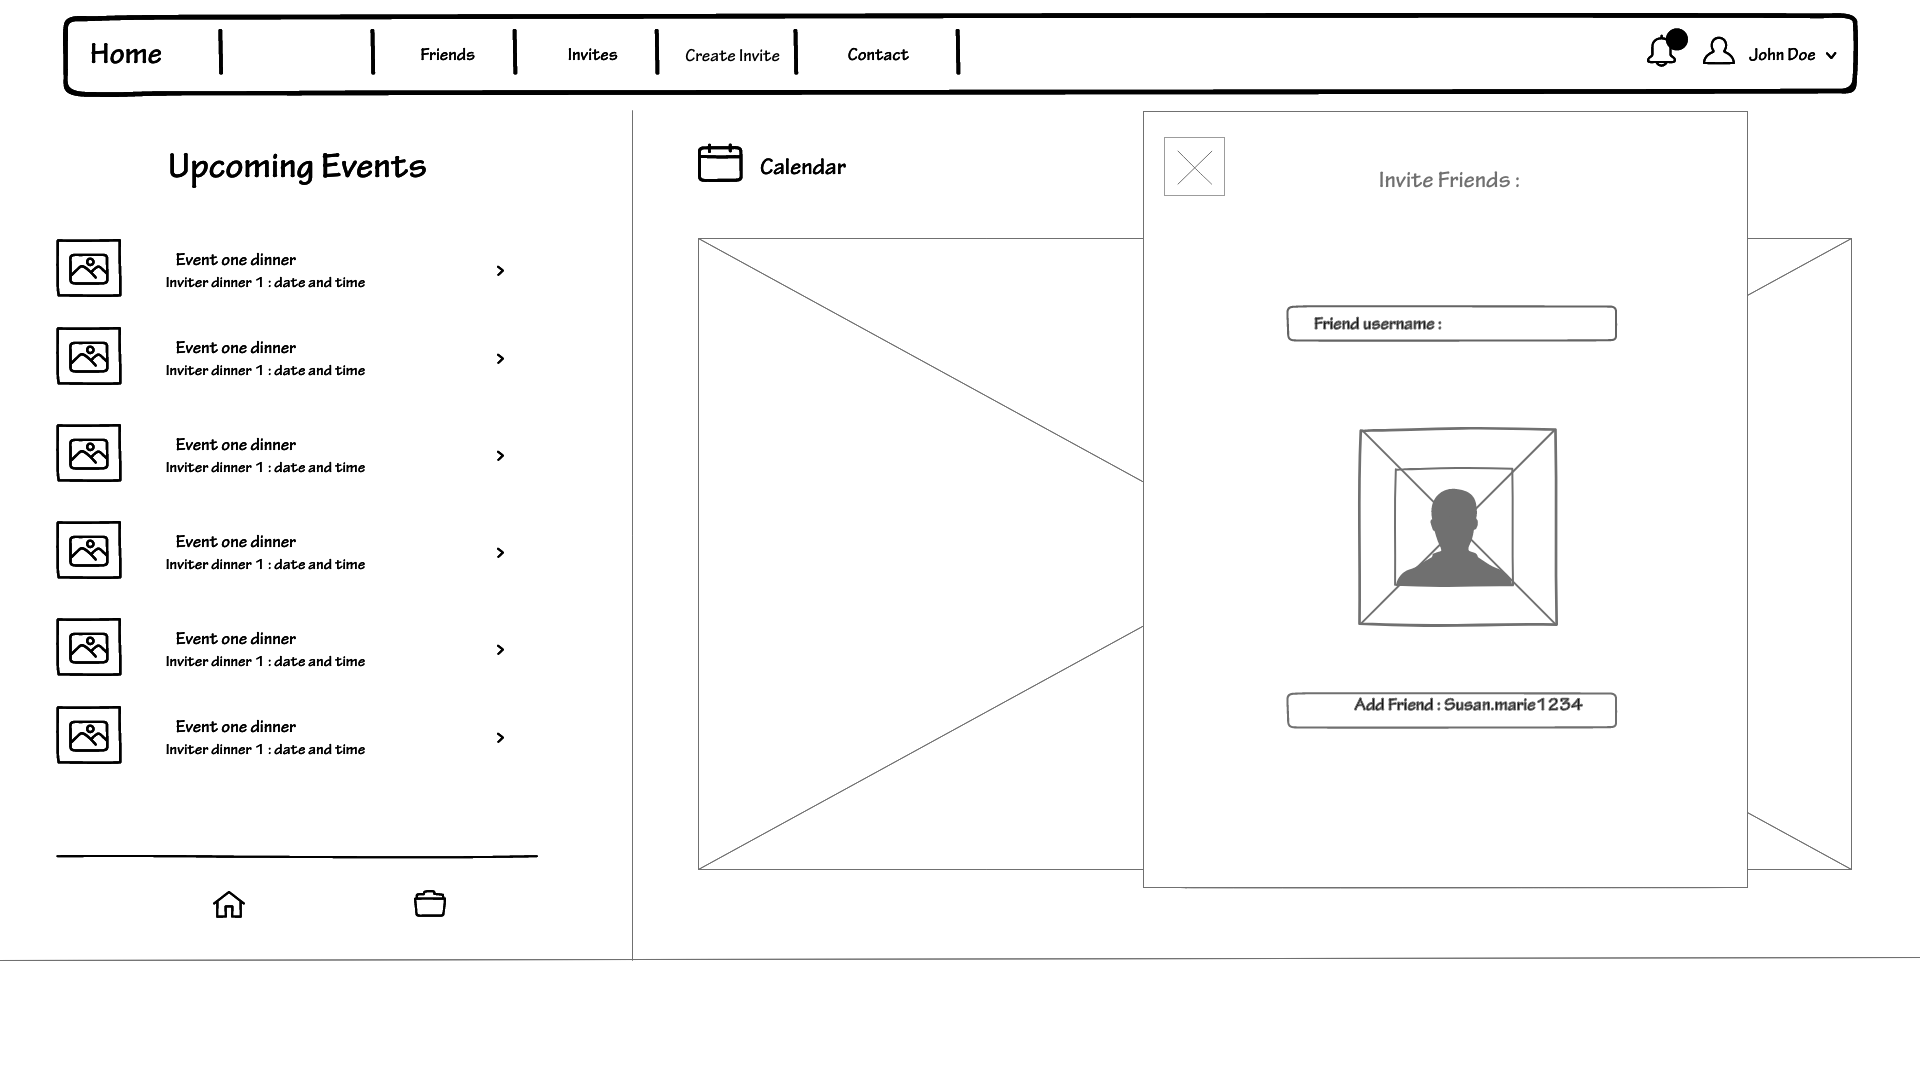 Home
Friends
Invites
Create Invite
Contact
John Doe
Upcoming Events
Event one dinner
Inviter dinner 1 : date and time
Event one dinner
Inviter dinner 1 : date and time
Event one dinner
Inviter dinner 1 : date and time
Event one dinner
Inviter dinner 1 : date and time
Event one dinner
Inviter dinner 1 : date and time
Event one dinner
Inviter dinner 1 : date and time
Calendar
Invite Friends :
Friend username :
Add Friend : Susan.marie1234